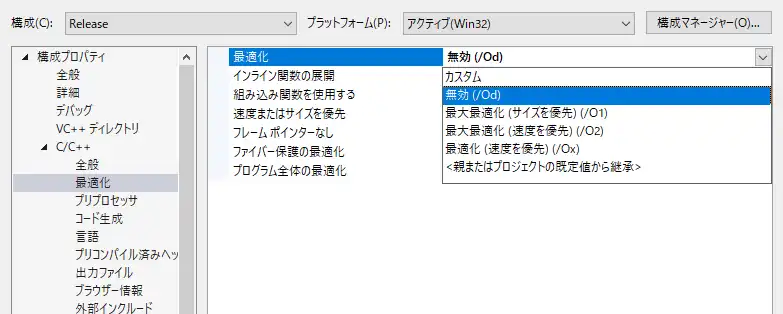 構成(C): Release プラットフォーム(P): アクティブ(Win32) 構成マネージャー(O)...
構成プロパティ
全般
詳細
デバッグ
VC++ ディレクトリ
C/C++
全般
最適化
プリプロセッサ
コード生成
言語
プリコンパイル済みヘッ
出力ファイル
ブラウザー情報
外部インクルード
最適化 無効 (/Od)
インライン関数の展開
組み込み関数を使用する
速度またはサイズを優先
フレーム ポインターなし
ファイバー保護の最適化
プログラム全体の最適化
カスタム
無効 (/Od)
最大最適化 (サイズを優先) (/O1)
最大最適化 (速度を優先) (/O2)
最適化 (速度を優先) (/Ox)
<親またはプロジェクトの既定値から継承>